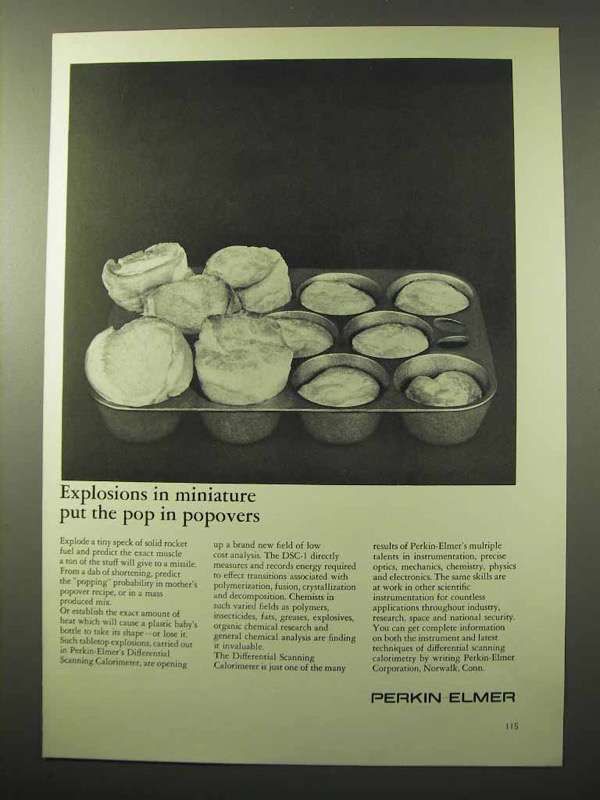 Explosions in miniature
put the pop in popovers
Explode a tiny speck of solid rocket
fuel and predict the exact muscle
a ton of the stuff will give to a missile.
From a dab of shortening, predict
the "popping" probability in mother's
popover recipe, or in a mass
produced mix.
Or establish the exact amount of
heat which will cause a plastic baby's
bottle to take its shape—or lose it.
Such tabletop explosions, carried out
in Perkin-Elmer's Differential
Scanning Calorimeter, are opening
up a brand new field of low
cost analysis. The DSC-1 directly
measures and records energy required
to effect transitions associated with
polymerization, fusion, crystallization
and decomposition. Chemists in
such varied fields as polymers,
insecticides, fats, greases, explosives,
organic chemical research and
general chemical analysis are finding
it invaluable.
The Differential Scanning
Calorimeter is just one of the many
results of Perkin-Elmer's multiple
talents in instrumentation, precise
optics, mechanics, chemistry, physics
and electronics. The same skills are
at work in other scientific
instrumentation for countless
applications throughout industry,
research, space and national security.
You can get complete information
on both the instrument and latest
techniques of differential scanning
calorimetry by writing Perkin-Elmer
Corporation, Norwalk, Conn.
PERKIN-ELMER
115